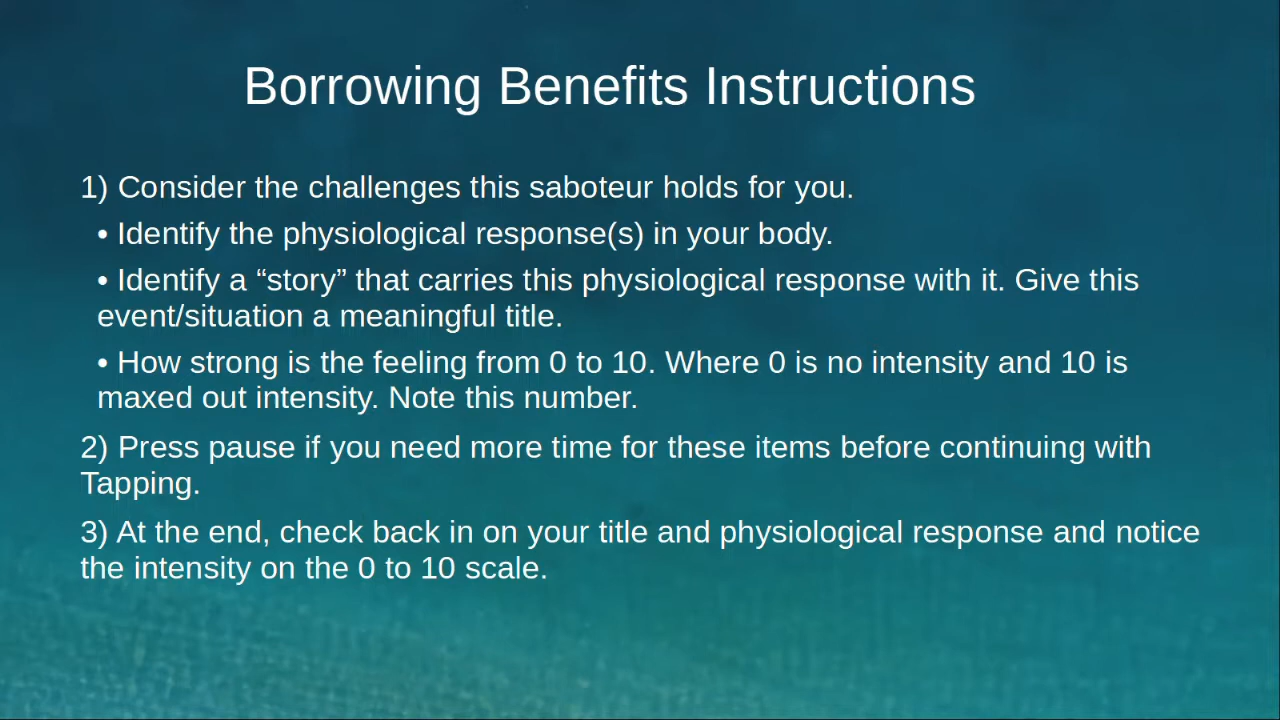 Borrowing Benefits Instructions
1) Consider the challenges this saboteur holds for you.
• Identify the physiological response(s) in your body.
• Identify a “story” that carries this physiological response with it. Give this
event/situation a meaningful title.
• How strong is the feeling from 0 to 10. Where 0 is no intensity and 10 is
maxed out intensity. Note this number.
2) Press pause if you need more time for these items before continuing with
Tapping.
3) At the end, check back in on your title and physiological response and notice
the intensity on the 0 to 10 scale.